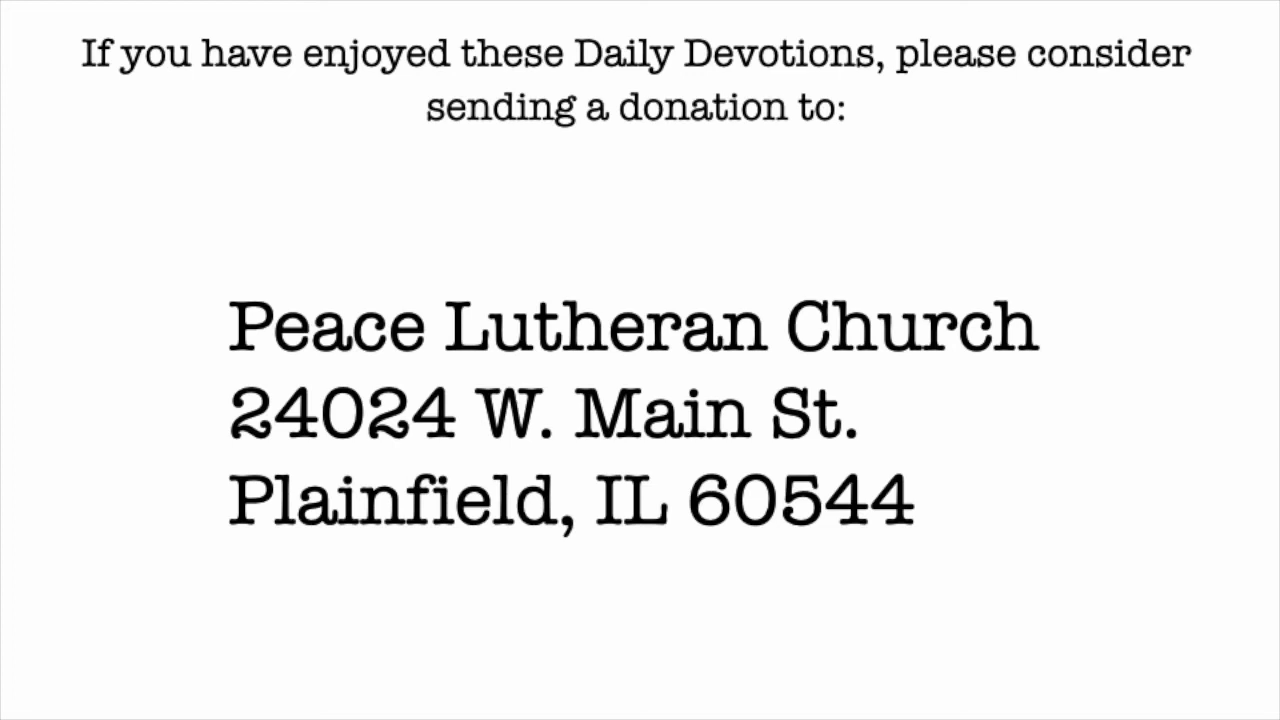 If you have enjoyed these Daily Devotions, please consider
sending a donation to:
Peace Lutheran Church
24024 W. Main St.
Plainfield, IL 60544